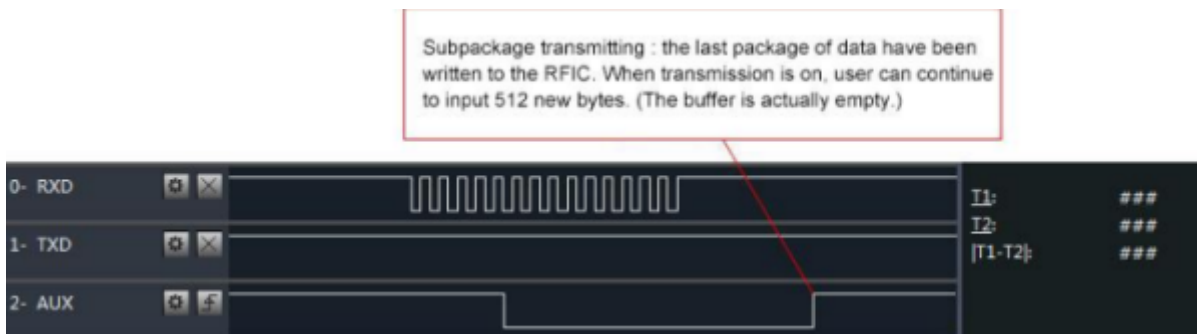 Subpackage transmitting : the last package of data have been
written to the RFIC. When transmission is on, user can continue
to input 512 new bytes. (The buffer is actually empty.)
0- RXD
T1: ###
T2: ###
1- TXD
|T1-T2|: ###
2- AUX